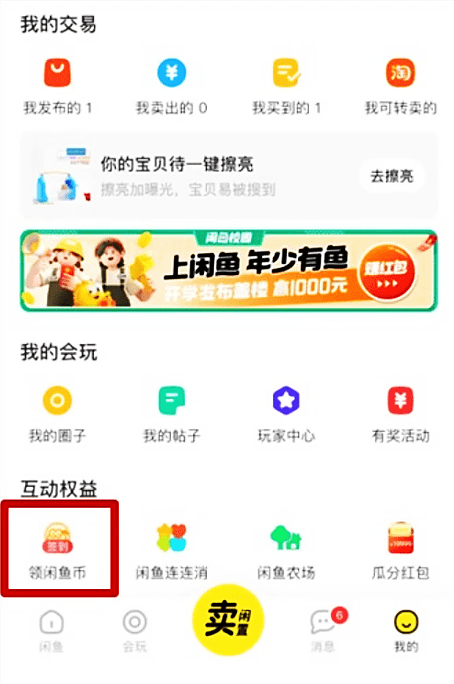 我的交易
淘
我发布的 1
我卖出的 0
我买到的 1
我可转卖的
你的宝贝待一键擦亮
擦亮加曝光，宝贝易被搜到
去擦亮
闲鱼校园
上闲鱼 年少有鱼
开学发布盖楼 赢1000元
赚红包
我的会玩
我的圈子
我的帖子
玩家中心
有奖活动
互动权益
签到
领闲鱼币
闲鱼连连消
闲鱼农场
瓜分红包
闲鱼
会玩
卖闲置
消息
6
我的